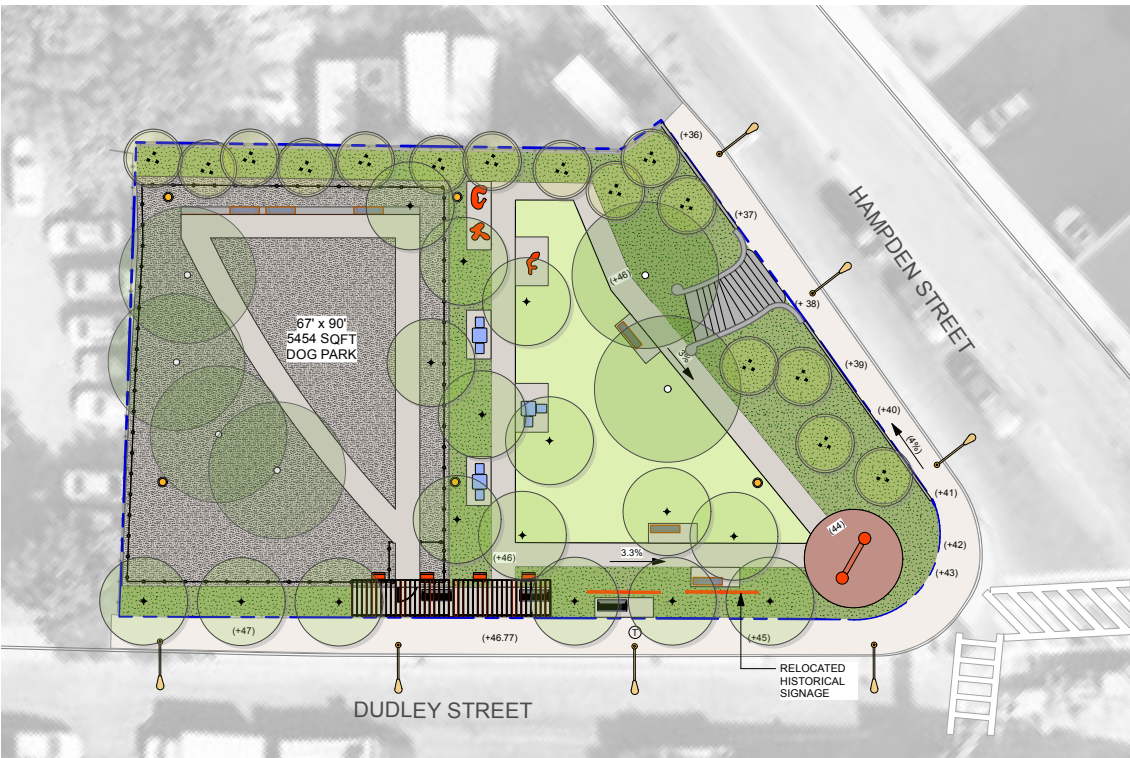 (+36)
(+37)
HAMPDEN STREET
(+46
(+ 38)
67' x 90'
5454 SQFT
DOG PARK
3%
(+39)
(+40)
(4%)
(+41)
(44)
(+42)
(+46)
3.3%
(+43)
(+47)
(+46.77)
T
(+45)
RELOCATED
HISTORICAL
SIGNAGE
DUDLEY STREET